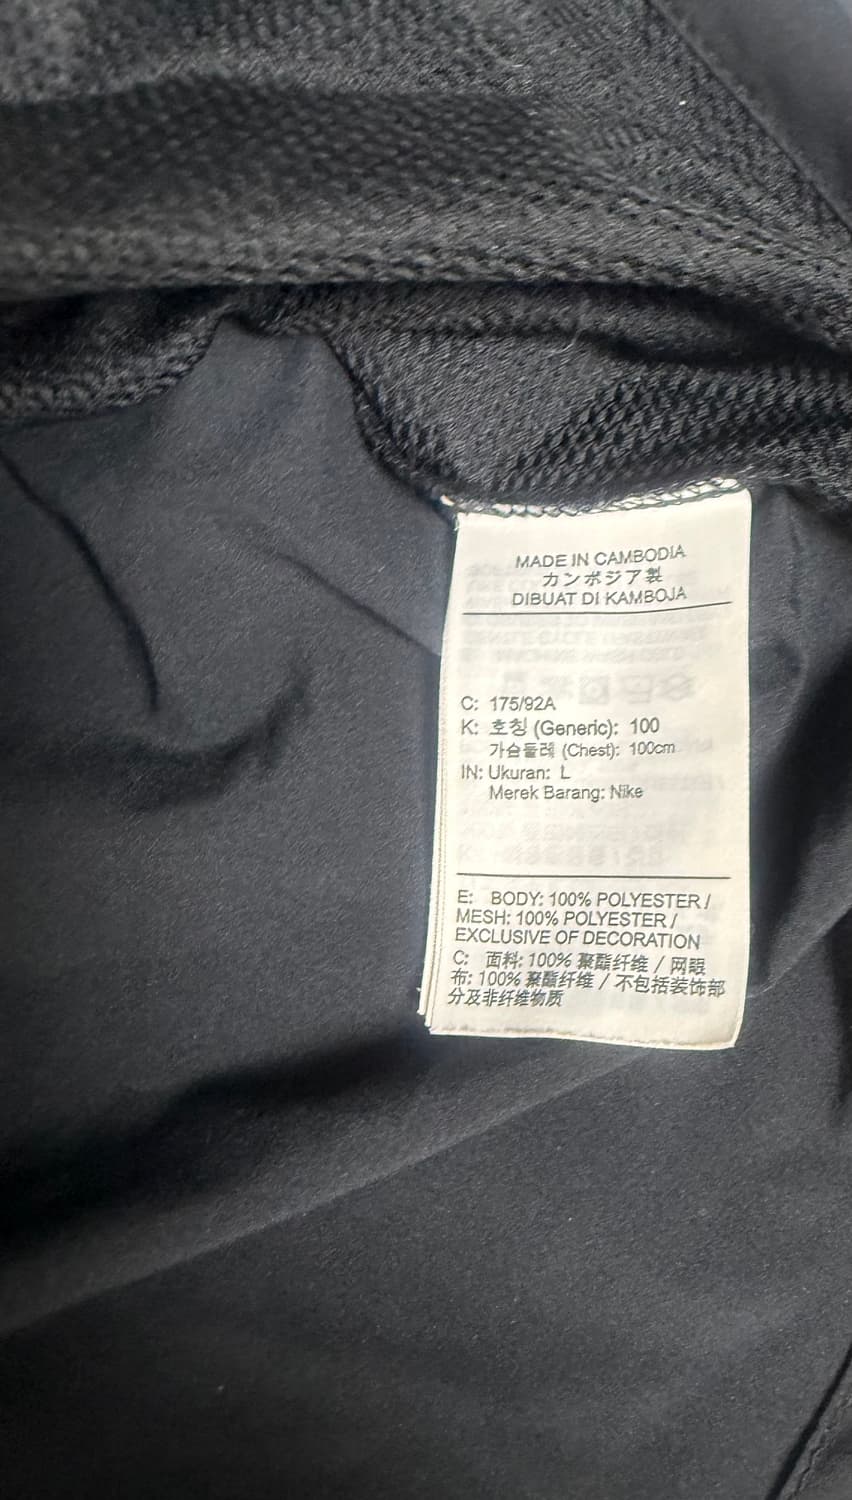 MADE IN CAMBODIA
カンボジア製
DIBUAT DI KAMBOJA
C: 175/92A
K: 호칭 (Generic): 100
가슴둘레 (Chest): 100cm
IN: Ukuran: L
Merek Barang: Nike
E: BODY: 100% POLYESTER /
MESH: 100% POLYESTER /
EXCLUSIVE OF DECORATION
C: 面料: 100% 聚酯纤维 / 网眼
布: 100% 聚酯纤维 / 不包括装饰部
分及非纤维物质